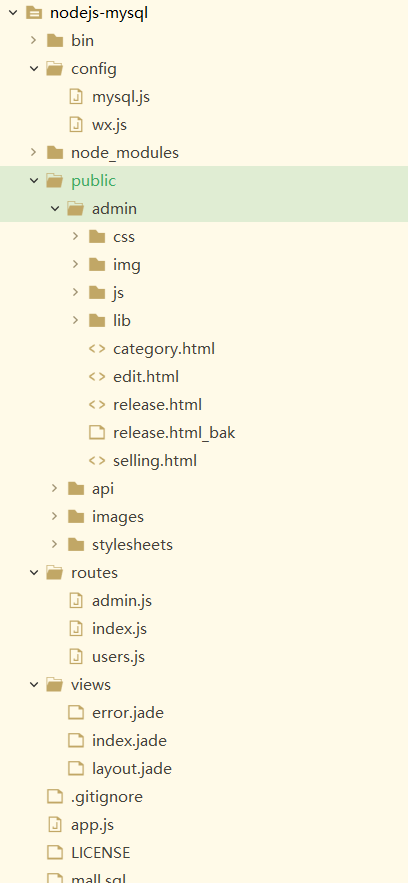 nodejs-mysql
bin
config
mysql.js
wx.js
node_modules
public
admin
css
img
js
lib
category.html
edit.html
release.html
release.html_bak
selling.html
api
images
stylesheets
routes
admin.js
index.js
users.js
views
error.jade
index.jade
layout.jade
.gitignore
app.js
LICENSE
mall.sql